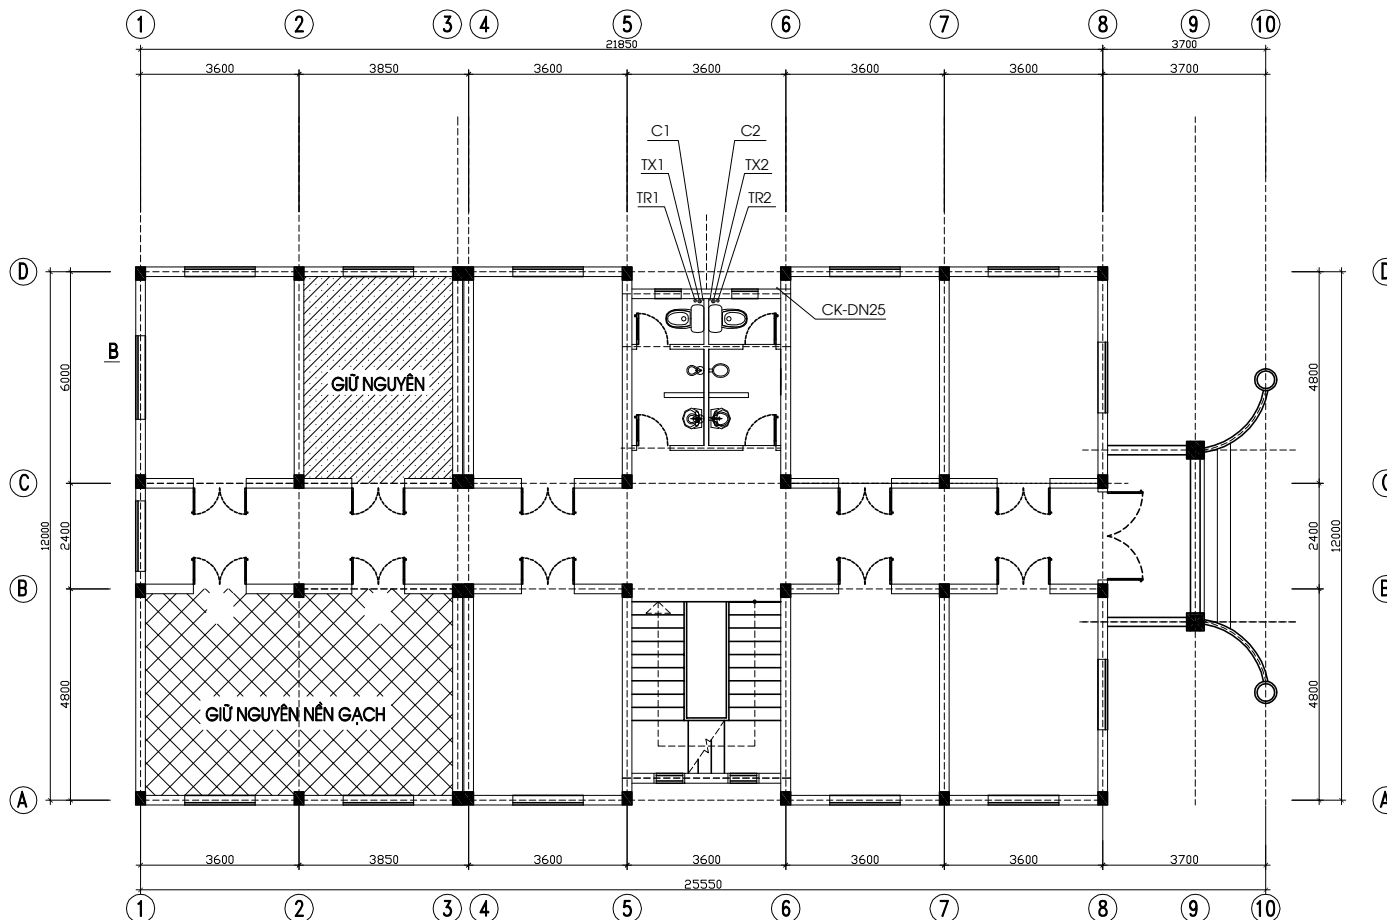 1 2 3 4 5 6 7 8 9 10
21850 3700
3600 3850 3600 3600 3600 3600 3700
C1 C2
TX1 TX2
TR1 TR2
D D
CK-DN25
B
6000 GIỮ NGUYÊN 4800
C C
12000 2400 2400 12000
B B
4800 GIỮ NGUYÊN NỀN GẠCH 4800
A A
3600 3850 3600 3600 3600 3600 3700
25550
1 2 3 4 5 6 7 8 9 10